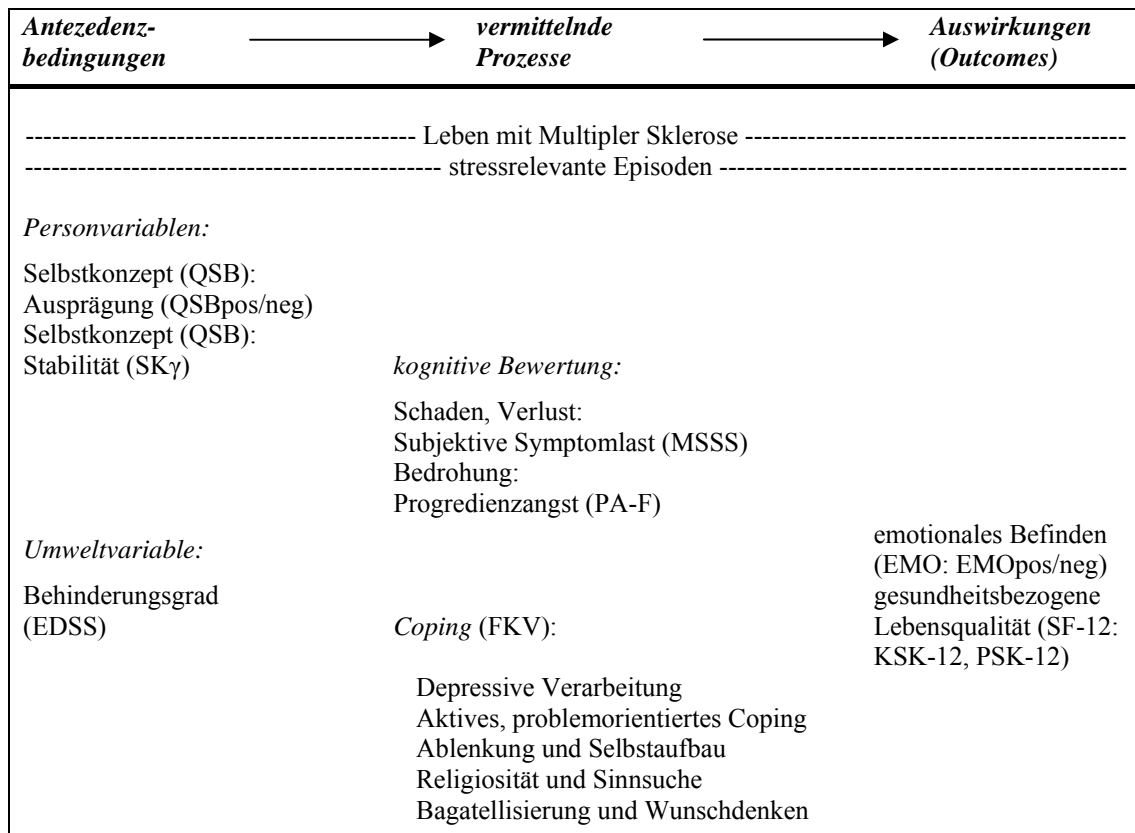 Antezedenz- vermittelnde Auswirkungen
bedingungen Prozesse (Outcomes)
------------------------------------------- Leben mit Multipler Sklerose -------------------------------------------
----------------------------------------------- stressrelevante Episoden ----------------------------------------------
Personvariablen:
Selbstkonzept (QSB):
Ausprägung (QSBpos/neg)
Selbstkonzept (QSB):
Stabilität (SKγ)
kognitive Bewertung:
Schaden, Verlust:
Subjektive Symptomlast (MSSS)
Bedrohung:
Progredienzangst (PA-F)
Umweltvariable:
Behinderungsgrad
(EDSS)
Coping (FKV):
Depressive Verarbeitung
Aktives, problemorientiertes Coping
Ablenkung und Selbstaufbau
Religiosität und Sinnsuche
Bagatellisierung und Wunschdenken
emotionales Befinden
(EMO: EMOpos/neg)
gesundheitsbezogene
Lebensqualität (SF-12:
KSK-12, PSK-12)